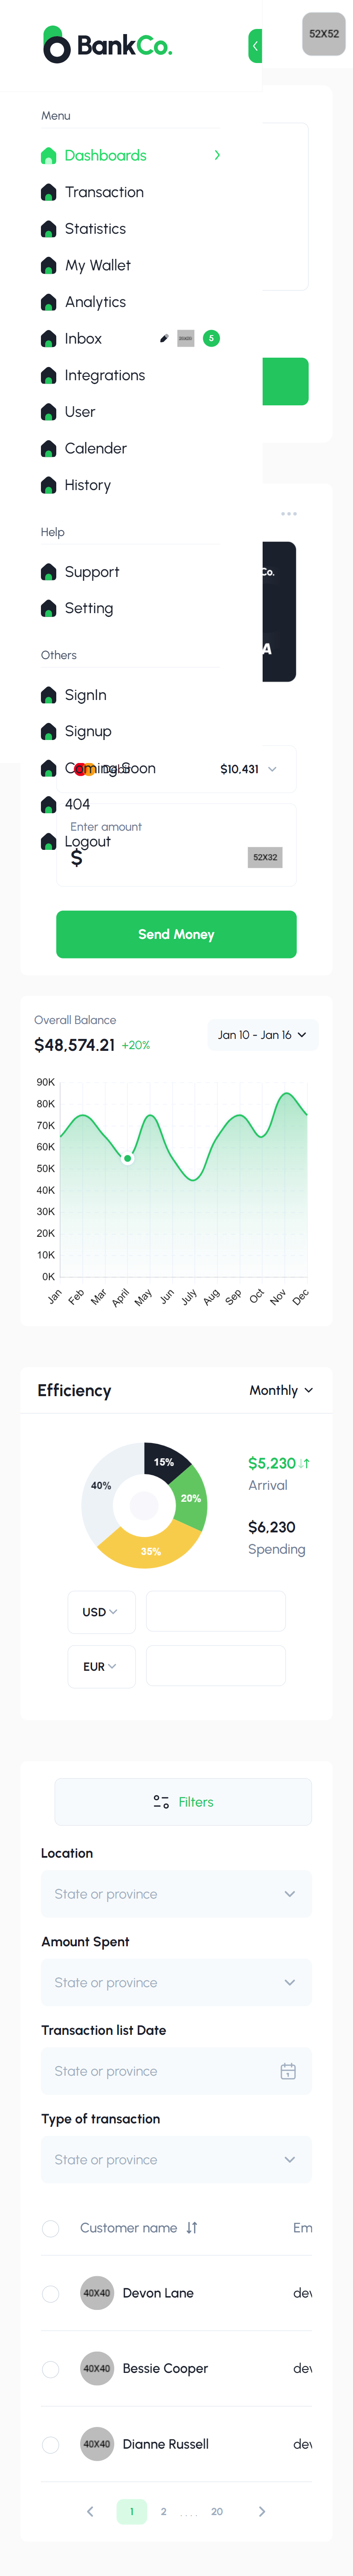 BankCo.
52X52
Menu
Dashboards
Transaction
Statistics
My Wallet
Analytics
Inbox
5
Integrations
User
Calender
History
Help
Support
Co.
Setting
Others
A
SignIn
Signup
Coming Soon
$10,431
404
Enter amount
Logout
$
52X32
Send Money
Overall Balance
$48,574.21 +20%
Jan 10 - Jan 16
90K
80K
70K
60K
50K
40K
30K
20K
10K
0K
Jan Feb Mar April May Jun July Aug Sep Oct Nov Dec
Efficiency
Monthly
15%
20%
35%
40%
$5,230
Arrival
$6,230
Spending
USD
EUR
Filters
Location
State or province
Amount Spent
State or province
Transaction list Date
State or province
Type of transaction
State or province
Customer name Em
40X40 Devon Lane dev
40X40 Bessie Cooper dev
40X40 Dianne Russell dev
1 2 .... 20